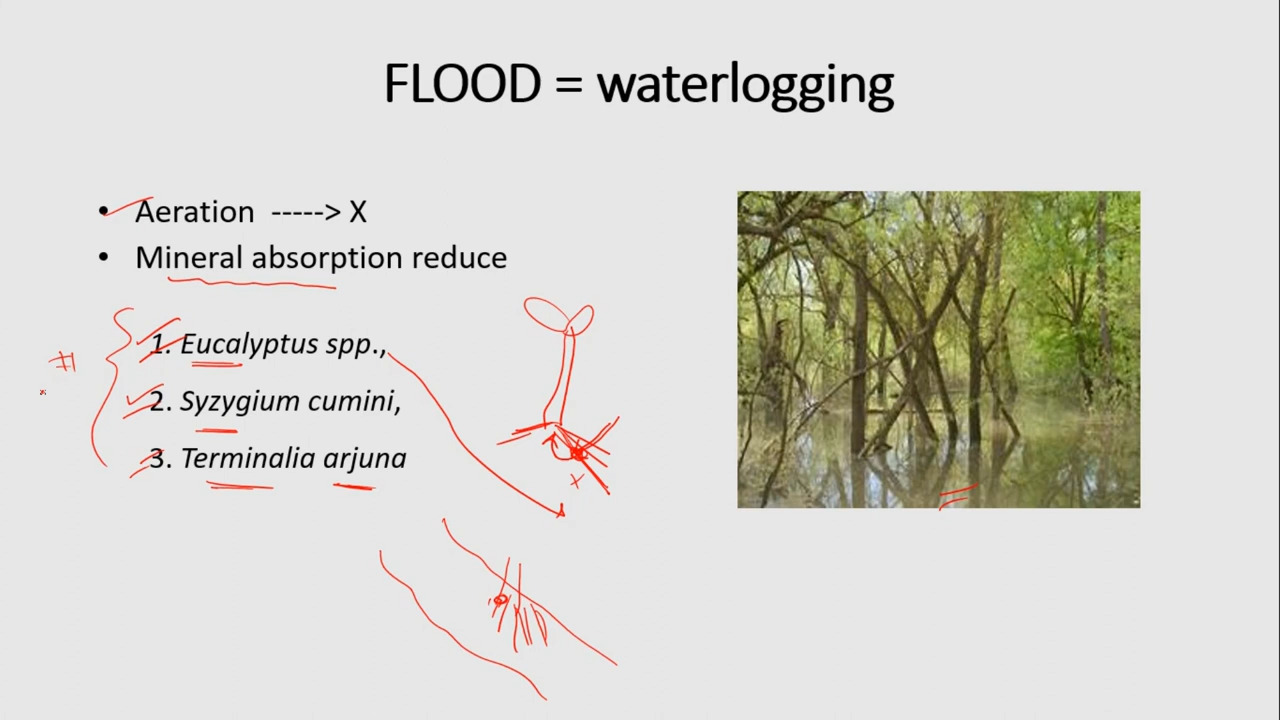 FLOOD = waterlogging
• Aeration -----> X
• Mineral absorption reduce
1. Eucalyptus spp.,
2. Syzygium cumini,
3. Terminalia arjuna
#
x